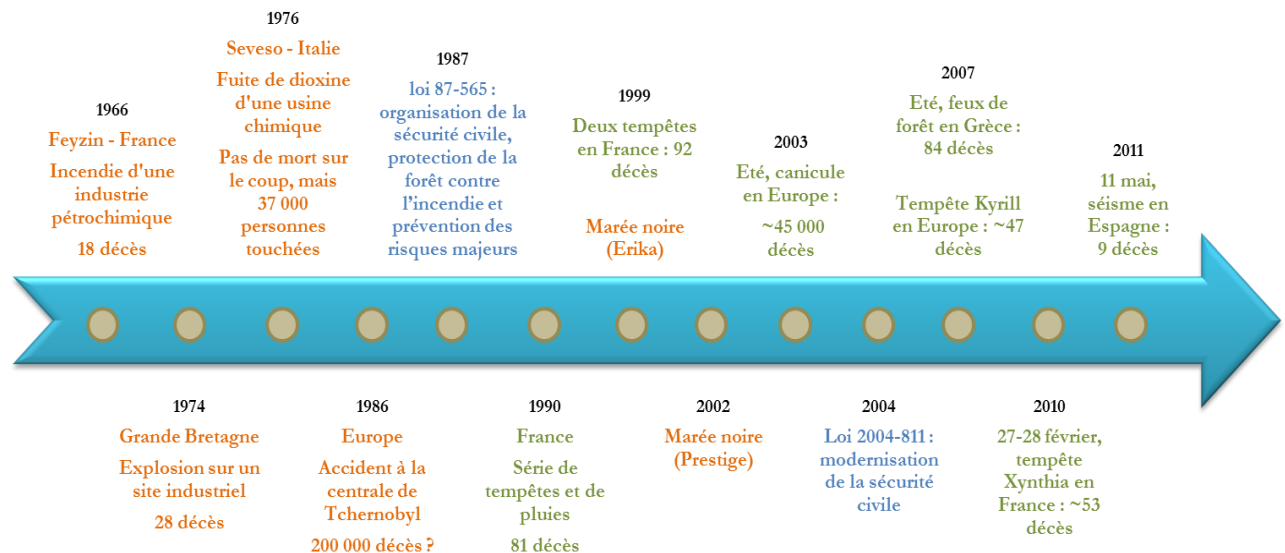 1966
Feyzin - France
Incendie d'une
industrie
pétrochimique
18 décès
1976
Seveso - Italie
Fuite de dioxine
d'une usine
chimique
Pas de mort sur
le coup, mais
37 000
personnes
touchées
1987
loi 87-565 :
organisation de la
sécurité civile,
protection de la
forêt contre
l'incendie et
prévention des
risques majeurs
1999
Deux tempêtes
en France : 92
décès
Marée noire
(Erika)
2003
Eté, canicule
en Europe :
~45 000
décès
2007
Eté, feux de
forêt en Grèce :
84 décès
Tempête Kyrill
en Europe : ~47
décès
2011
11 mai,
séisme en
Espagne :
9 décès
1974
Grande Bretagne
Explosion sur un
site industriel
28 décès
1986
Europe
Accident à la
centrale de
Tchernobyl
200 000 décès ?
1990
France
Série de
tempêtes et de
pluies
81 décès
2002
Marée noire
(Prestige)
2004
Loi 2004-811 :
modernisation
de la sécurité
civile
2010
27-28 février,
tempête
Xynthia en
France : ~53
décès